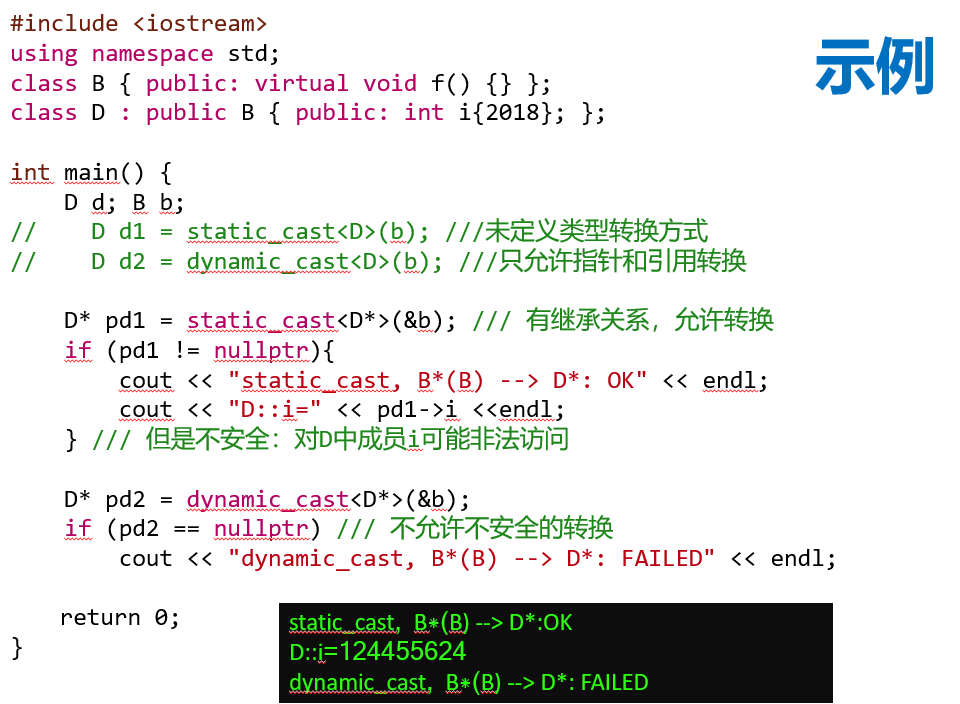 #include <iostream>
using namespace std;
示例
class B { public: virtual void f() {} };
class D : public B { public: int i{2018}; };
int main() {
    D d; B b;
//    D d1 = static_cast<D>(b); ///未定义类型转换方式
//    D d2 = dynamic_cast<D>(b); ///只允许指针和引用转换
    D* pd1 = static_cast<D*>(&b); /// 有继承关系，允许转换
    if (pd1 != nullptr){
        cout << "static_cast, B*(B) --> D*: OK" << endl;
        cout << "D::i=" << pd1->i <<endl;
    } /// 但是不安全：对D中成员i可能非法访问
    D* pd2 = dynamic_cast<D*>(&b);
    if (pd2 == nullptr) /// 不允许不安全的转换
        cout << "dynamic_cast, B*(B) --> D*: FAILED" << endl;
    return 0;
}
static_cast，B*(B) --> D*:OK
D::i=124455624
dynamic_cast，B*(B) --> D*: FAILED